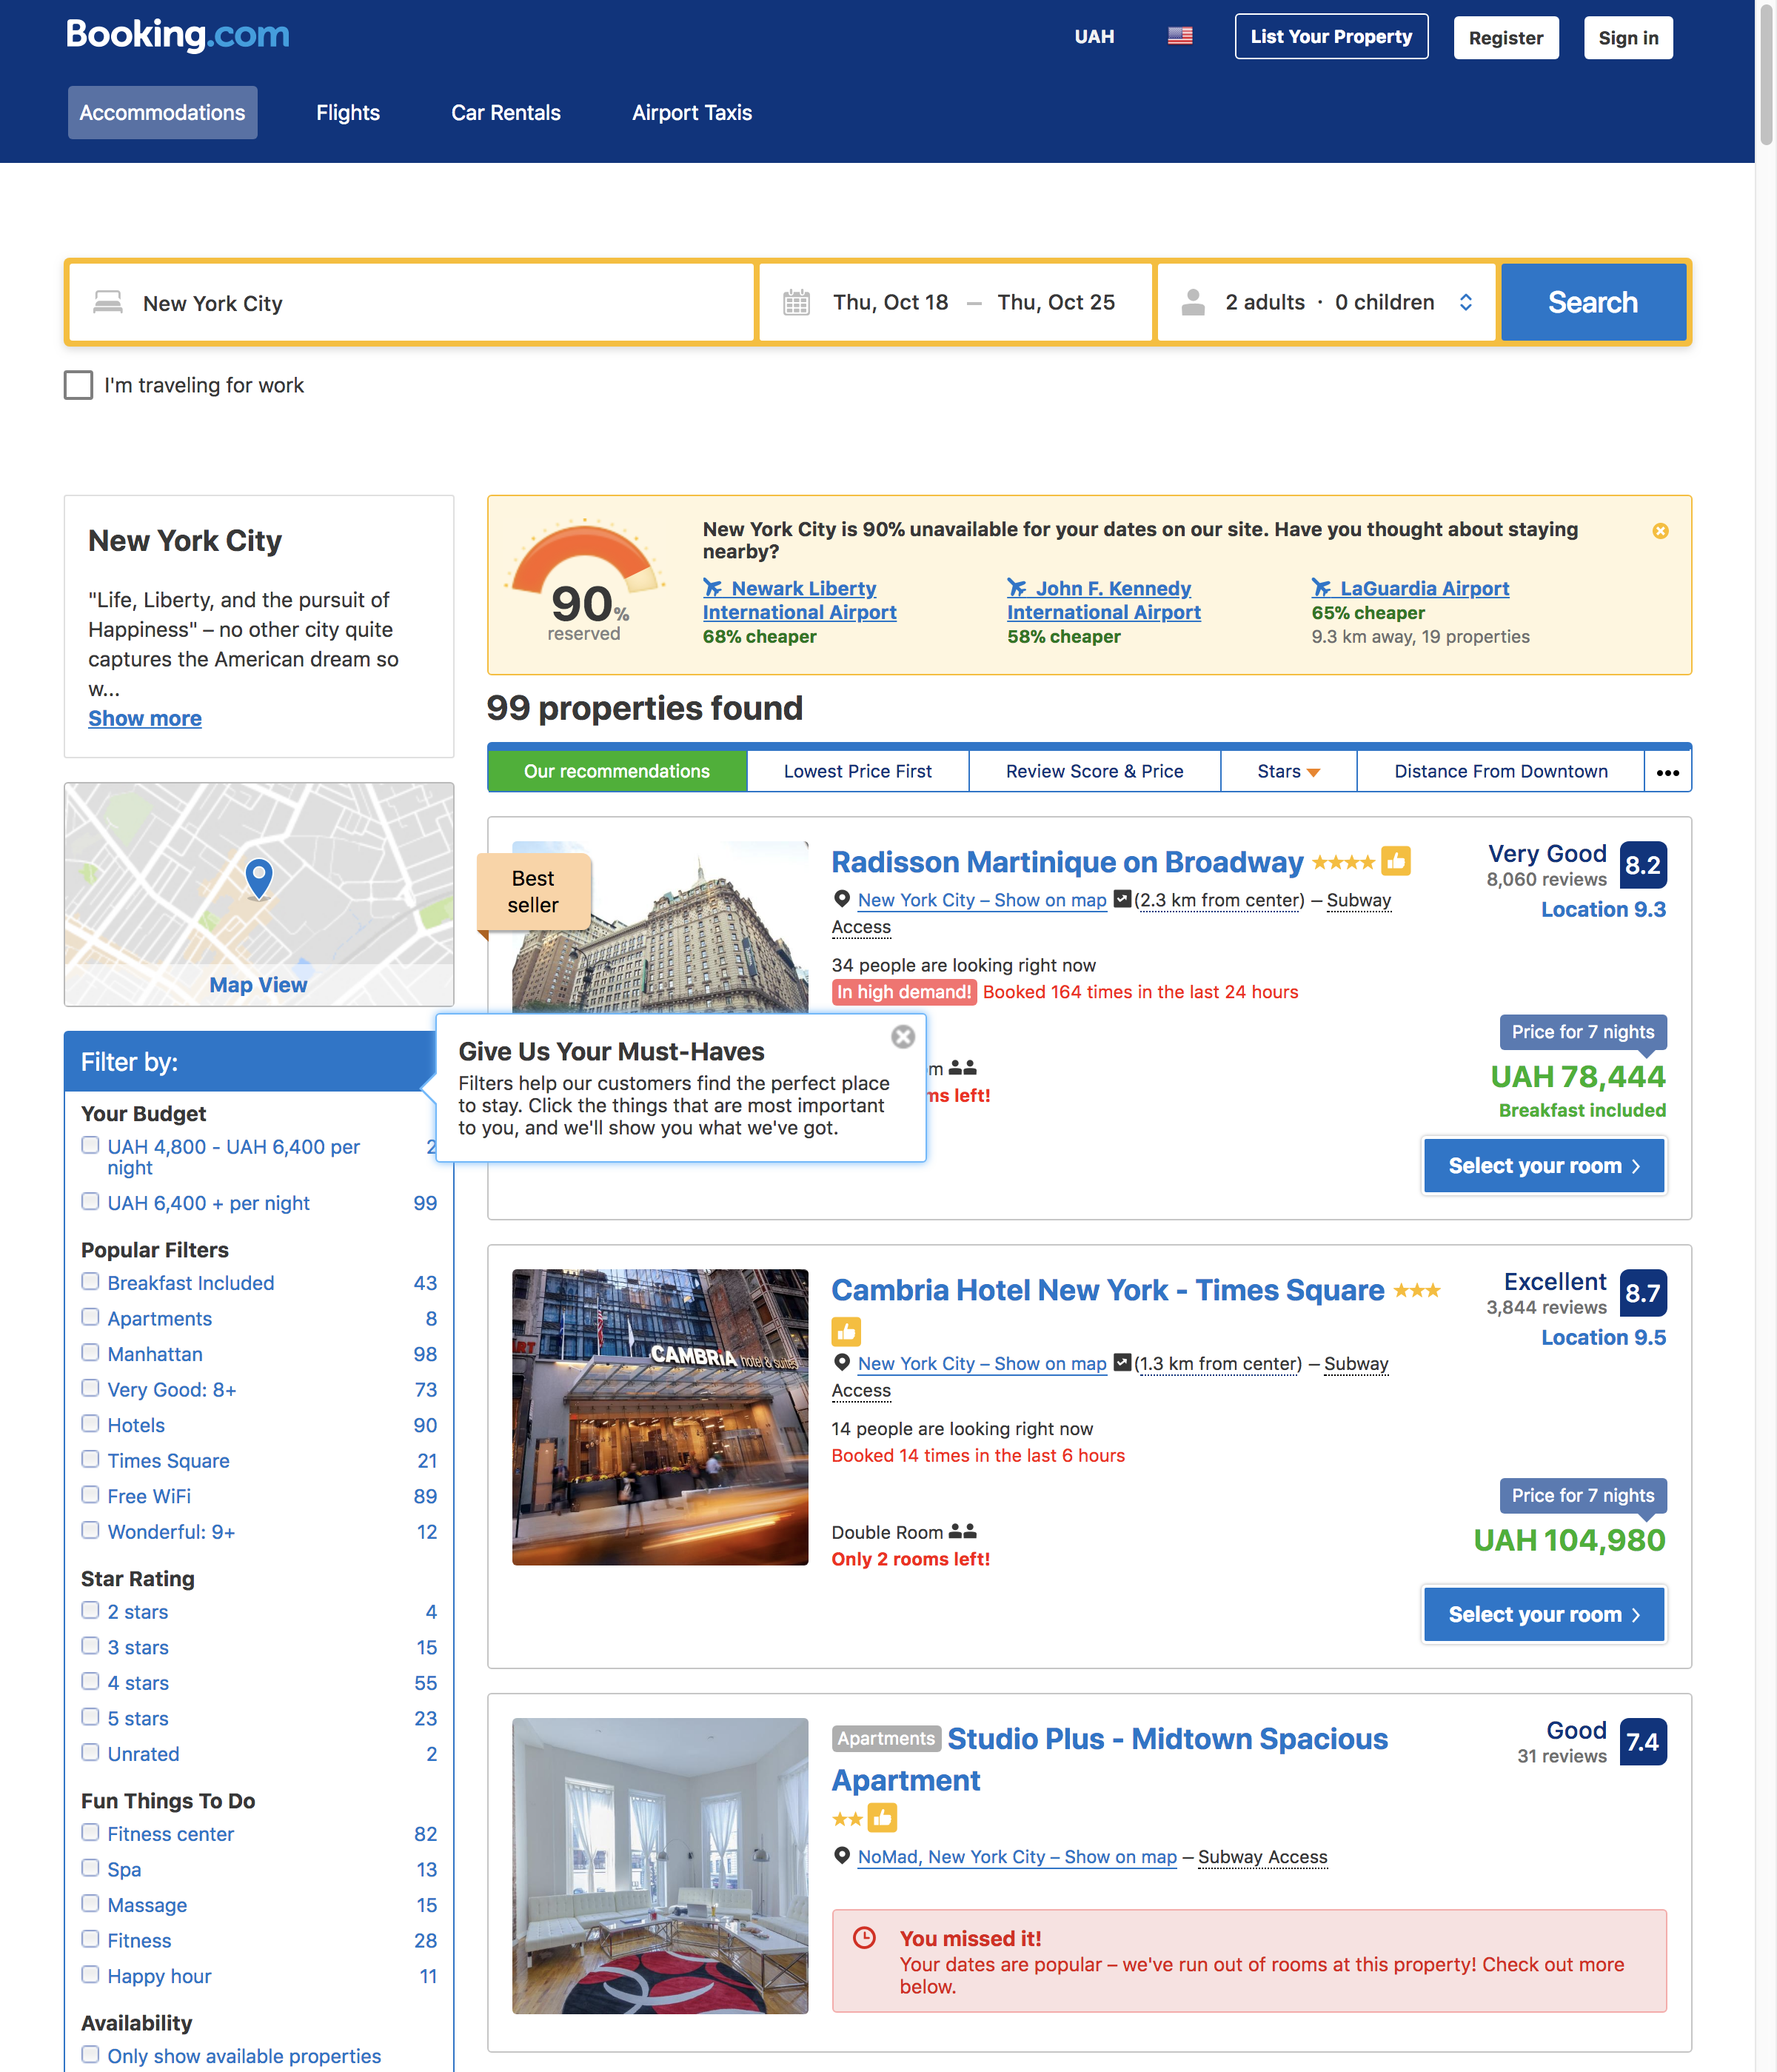 Booking.com
UAH
List Your Property
Register
Sign in
Accommodations
Flights
Car Rentals
Airport Taxis
New York City
Thu, Oct 18 — Thu, Oct 25
2 adults · 0 children
Search
I'm traveling for work
New York City
"Life, Liberty, and the pursuit of
Happiness" – no other city quite
captures the American dream so
w...
Show more
Map View
Filter by:
Your Budget
UAH 4,800 - UAH 6,400 per 2
night
UAH 6,400 + per night 99
Popular Filters
Breakfast Included 43
Apartments 8
Manhattan 98
Very Good: 8+ 73
Hotels 90
Times Square 21
Free WiFi 89
Wonderful: 9+ 12
Star Rating
2 stars 4
3 stars 15
4 stars 55
5 stars 23
Unrated 2
Fun Things To Do
Fitness center 82
Spa 13
Massage 15
Fitness 28
Happy hour 11
Availability
Only show available properties
90%
reserved
New York City is 90% unavailable for your dates on our site. Have you thought about staying
nearby?
Newark Liberty
International Airport
68% cheaper
John F. Kennedy
International Airport
58% cheaper
LaGuardia Airport
65% cheaper
9.3 km away, 19 properties
99 properties found
Our recommendations
Lowest Price First
Review Score & Price
Stars
Distance From Downtown
•••
Best
seller
Radisson Martinique on Broadway
New York City – Show on map (2.3 km from center) – Subway
Access
34 people are looking right now
In high demand! Booked 164 times in the last 24 hours
m
ms left!
Very Good
8,060 reviews
8.2
Location 9.3
Price for 7 nights
UAH 78,444
Breakfast included
Select your room
Give Us Your Must-Haves
Filters help our customers find the perfect place
to stay. Click the things that are most important
to you, and we'll show you what we've got.
CAMBRiA hotel & suites
Cambria Hotel New York - Times Square
New York City – Show on map (1.3 km from center) – Subway
Access
14 people are looking right now
Booked 14 times in the last 6 hours
Double Room
Only 2 rooms left!
Excellent
3,844 reviews
8.7
Location 9.5
Price for 7 nights
UAH 104,980
Select your room
Apartments Studio Plus - Midtown Spacious
Apartment
NoMad, New York City – Show on map – Subway Access
Good
31 reviews
7.4
You missed it!
Your dates are popular – we've run out of rooms at this property! Check out more
below.